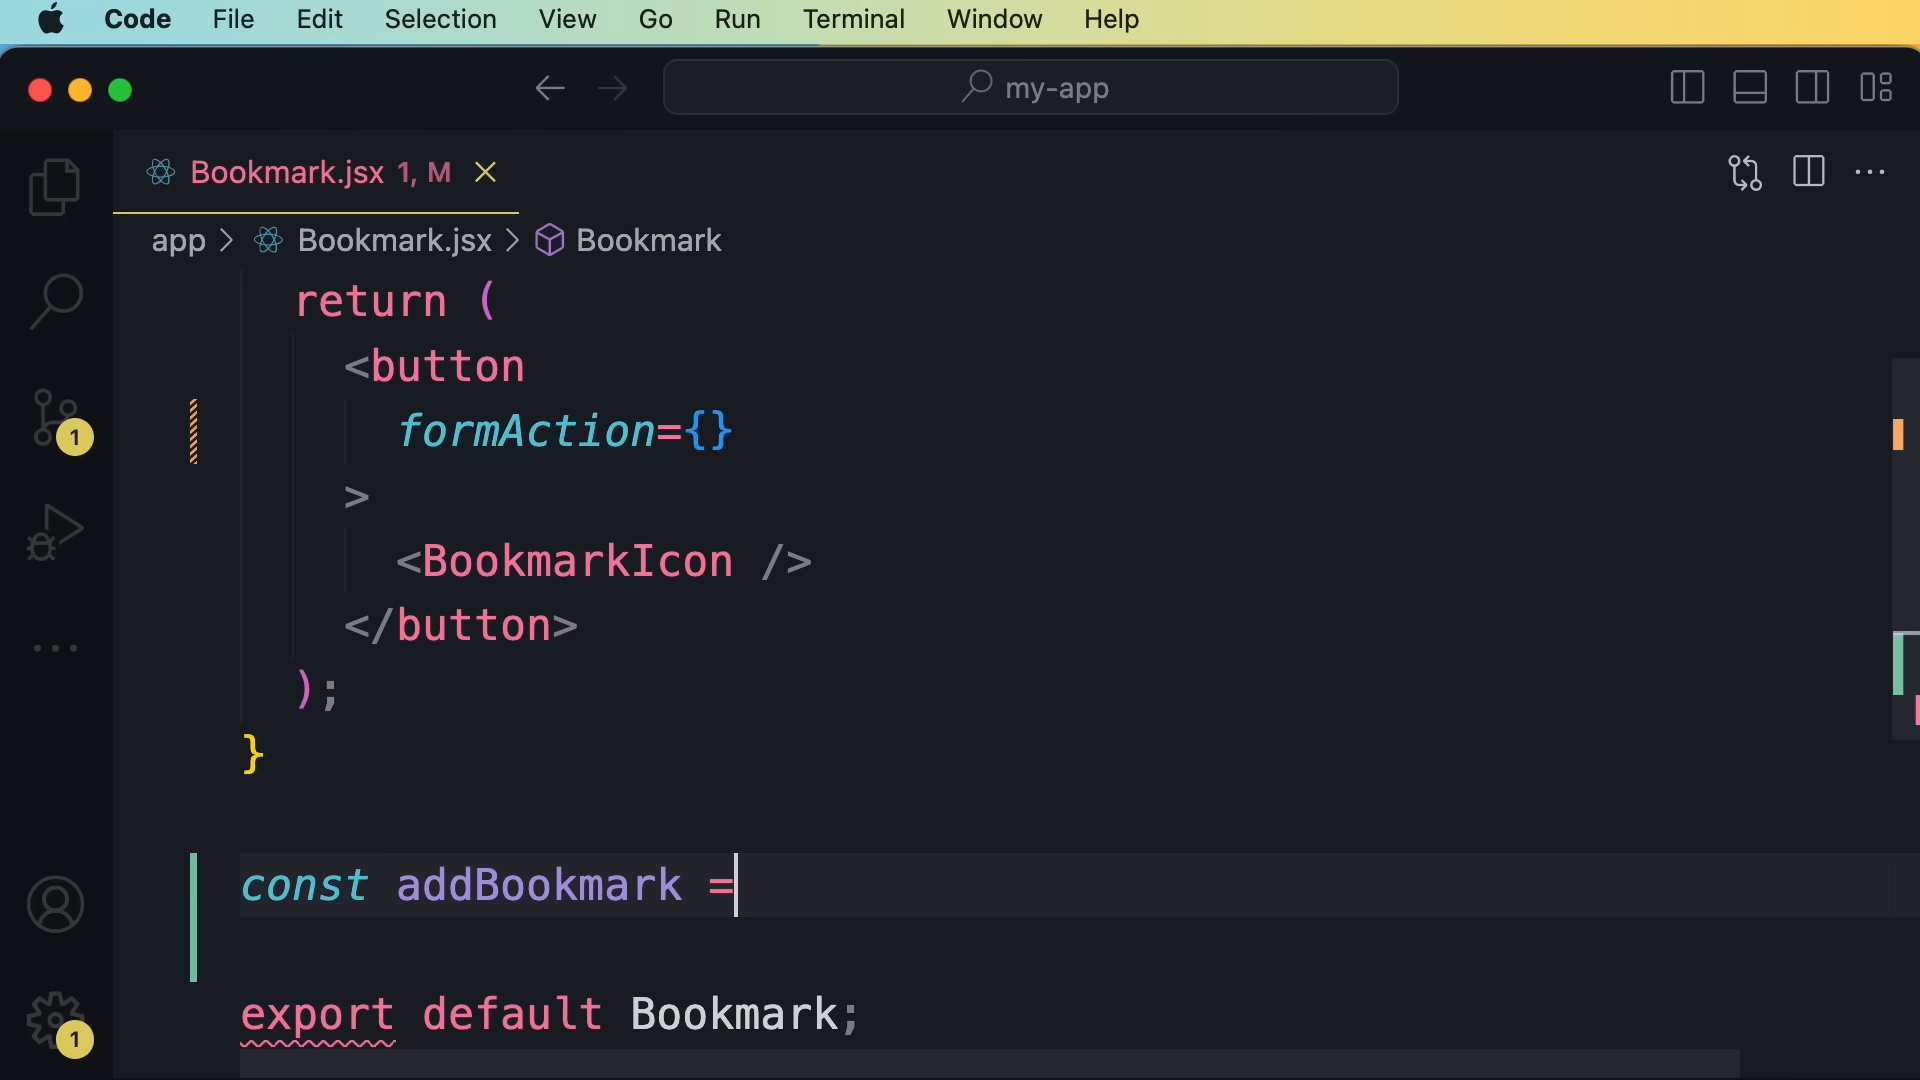 Code File Edit Selection View Go Run Terminal Window Help
my-app
Bookmark.jsx 1, M
app > Bookmark.jsx > Bookmark
return (
<button
formAction={}
>
<BookmarkIcon />
</button>
);
}
1
const addBookmark =
export default Bookmark;
1